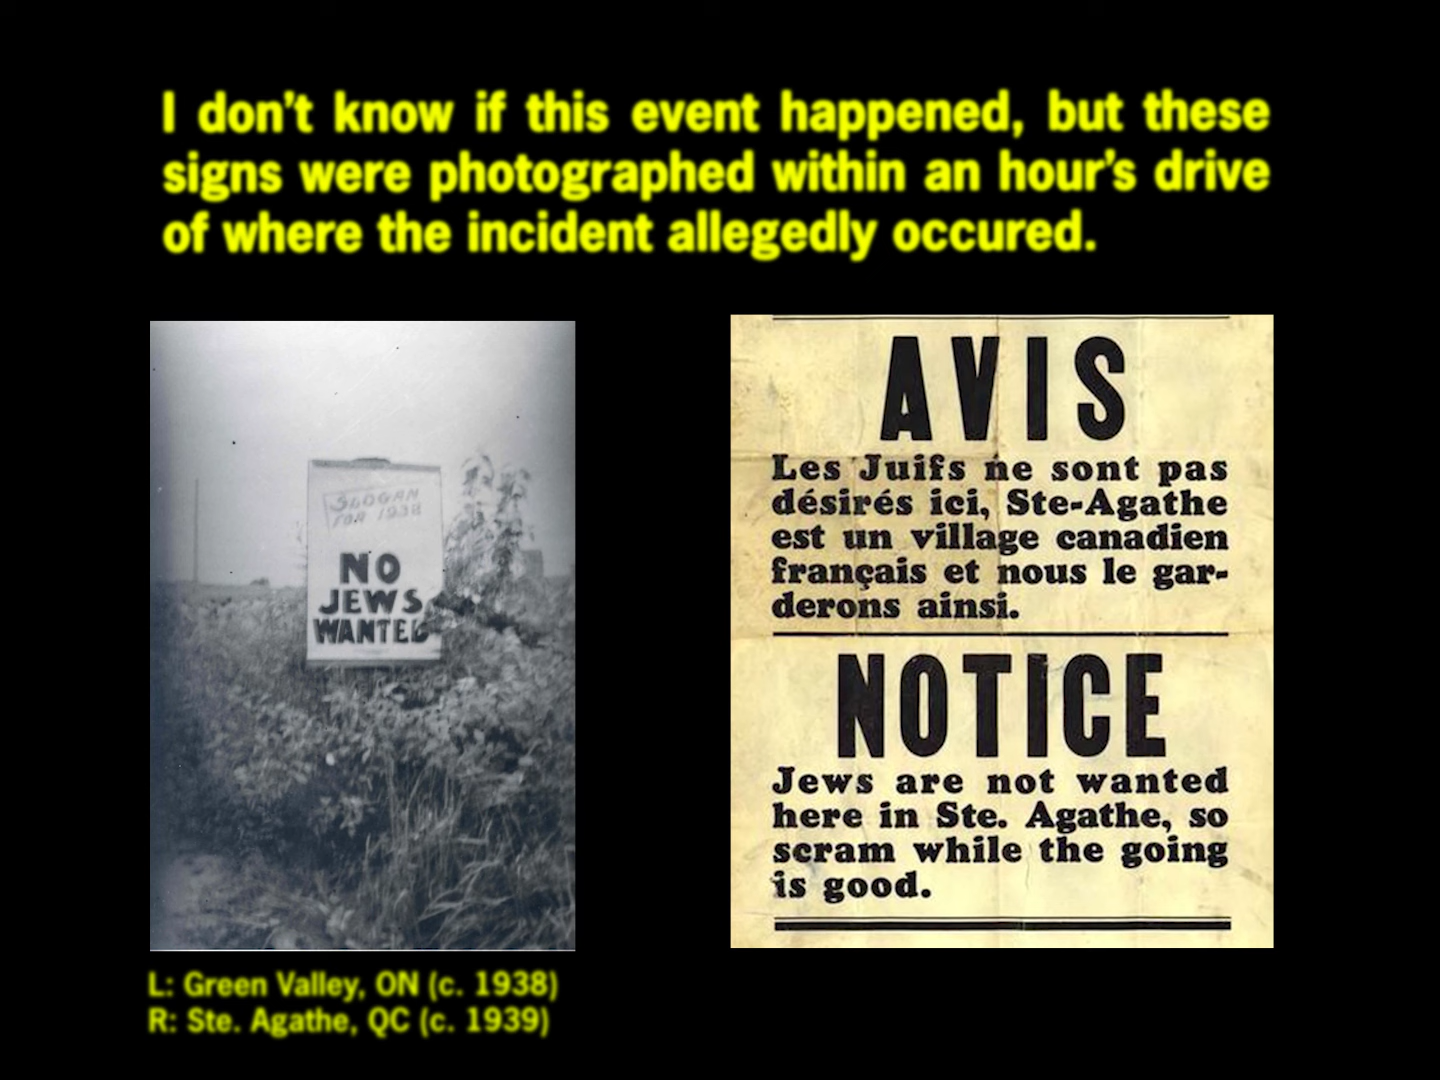 I don't know if this event happened, but these
signs were photographed within an hour's drive
of where the incident allegedly occured.
SLOGAN
FOR 1938
NO
JEWS
WANTED
AVIS
Les Juifs ne sont pas
désirés ici, Ste-Agathe
est un village canadien
français et nous le gar-
derons ainsi.
NOTICE
Jews are not wanted
here in Ste. Agathe, so
scram while the going
is good.
L: Green Valley, ON (c. 1938)
R: Ste. Agathe, QC (c. 1939)